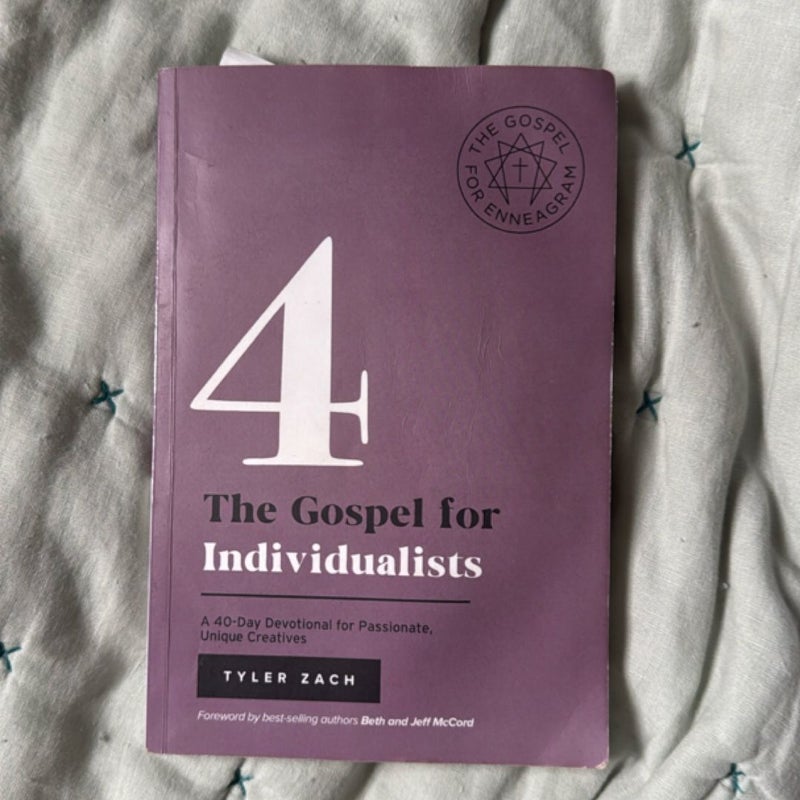 THE GOSPEL
FOR ENNEAGRAM
4
The Gospel for
Individualists
A 40-Day Devotional for Passionate,
Unique Creatives
TYLER ZACH
Foreword by best-selling authors Beth and Jeff McCord